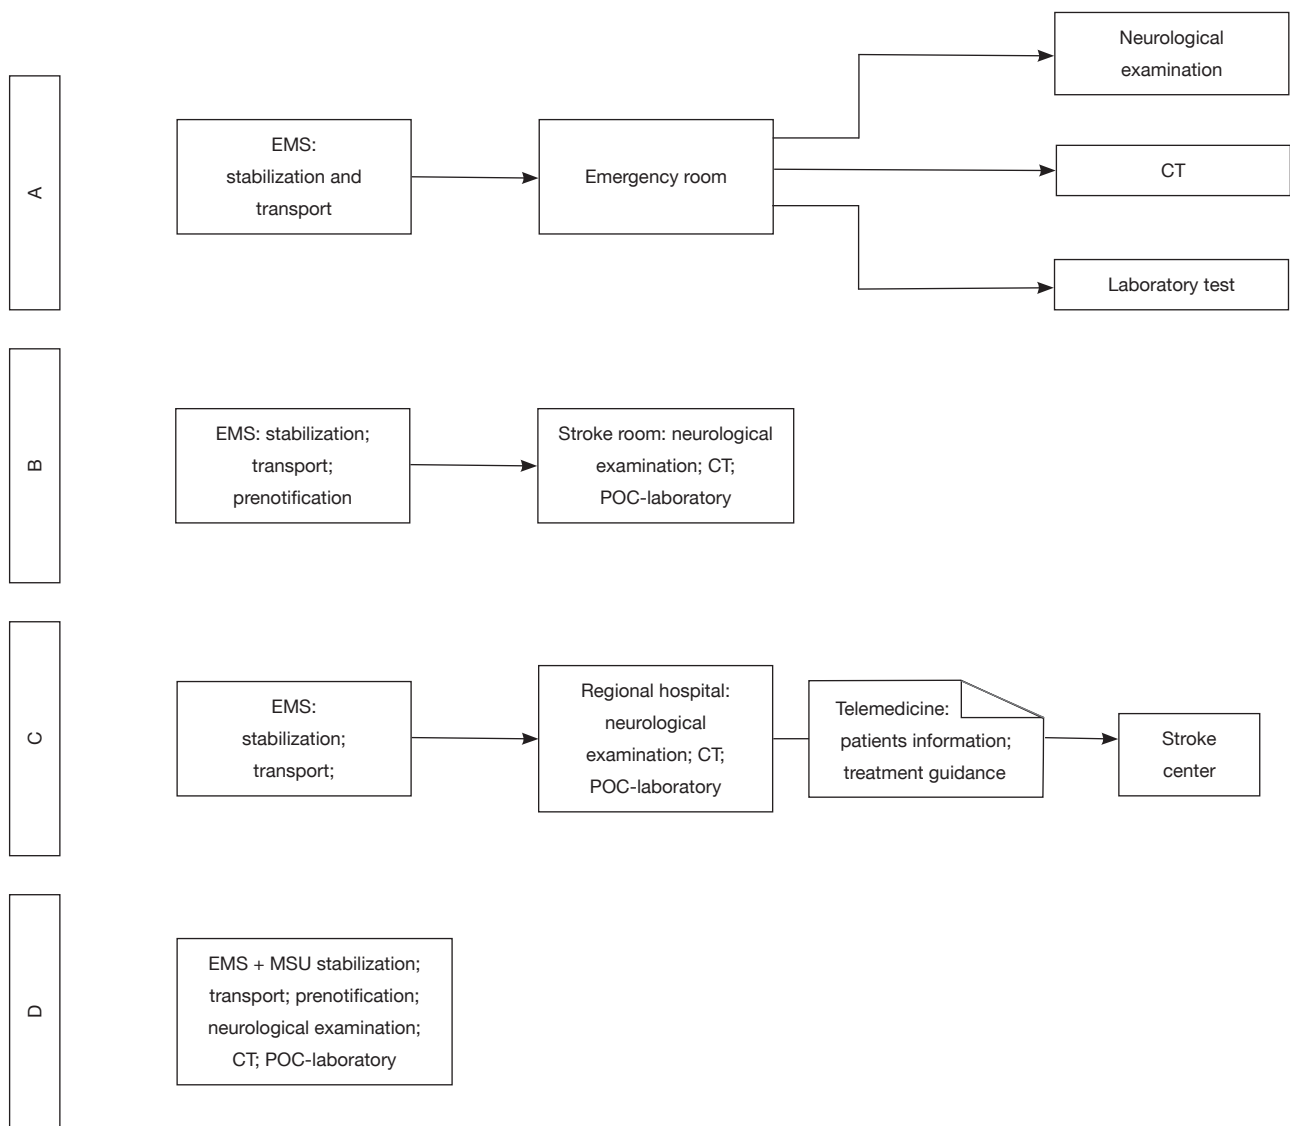 A
EMS:
stabilization and
transport
Emergency room
Neurological
examination
CT
Laboratory test
B
EMS: stabilization;
transport;
prenotification
Stroke room: neurological
examination; CT;
POC-laboratory
C
EMS:
stabilization;
transport;
Regional hospital:
neurological
examination; CT;
POC-laboratory
Telemedicine:
patients information;
treatment guidance
Stroke
center
D
EMS + MSU stabilization;
transport; prenotification;
neurological examination;
CT; POC-laboratory